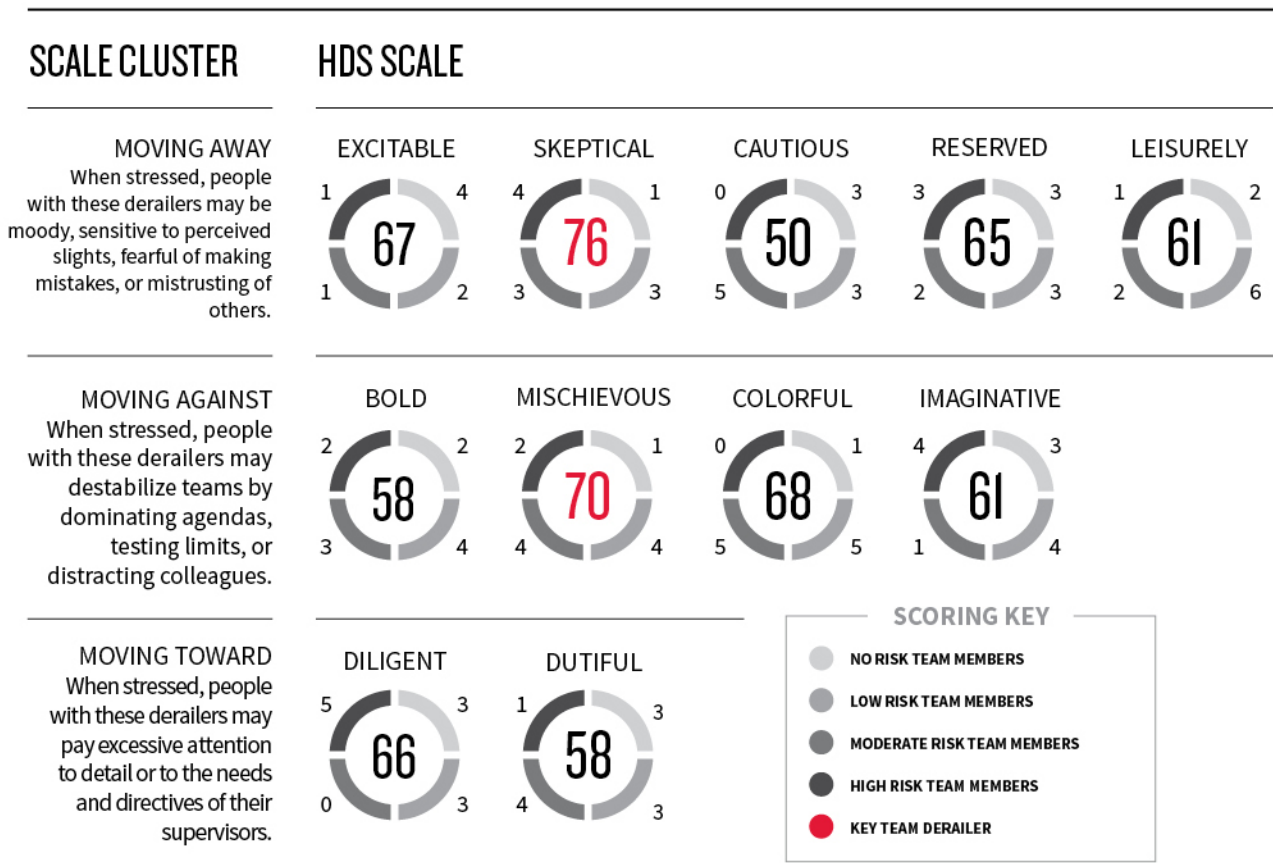 SCALE CLUSTER
HDS SCALE
MOVING AWAY
When stressed, people
with these derailers may be
moody, sensitive to perceived
slights, fearful of making
mistakes, or mistrusting of
others.
EXCITABLE
1
4
67
1
2
SKEPTICAL
4
1
76
3
3
CAUTIOUS
0
3
50
5
3
RESERVED
3
3
65
2
3
LEISURELY
1
2
61
2
6
MOVING AGAINST
When stressed, people
with these derailers may
destabilize teams by
dominating agendas,
testing limits, or
distracting colleagues.
BOLD
2
2
58
3
4
MISCHIEVOUS
2
1
70
4
4
COLORFUL
0
1
68
5
5
IMAGINATIVE
4
3
61
1
4
MOVING TOWARD
When stressed, people
with these derailers may
pay excessive attention
to detail or to the needs
and directives of their
supervisors.
DILIGENT
5
3
66
0
3
DUTIFUL
1
3
58
4
3
SCORING KEY
NO RISK TEAM MEMBERS
LOW RISK TEAM MEMBERS
MODERATE RISK TEAM MEMBERS
HIGH RISK TEAM MEMBERS
KEY TEAM DERAILER